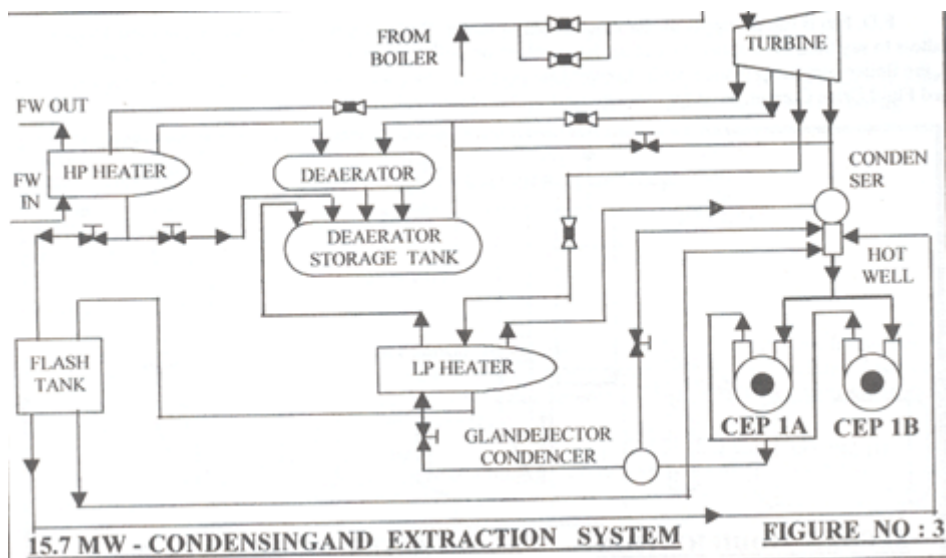 FROM
BOILER
TURBINE
FW OUT
HP HEATER
FW
IN
DEAERATOR
DEAERATOR
STORAGE TANK
CONDEN
SER
HOT
WELL
FLASH
TANK
LP HEATER
GLANDEJECTOR
CONDENCER
CEP 1A
CEP 1B
15.7 MW - CONDENSINGAND EXTRACTION SYSTEM
FIGURE NO : 3